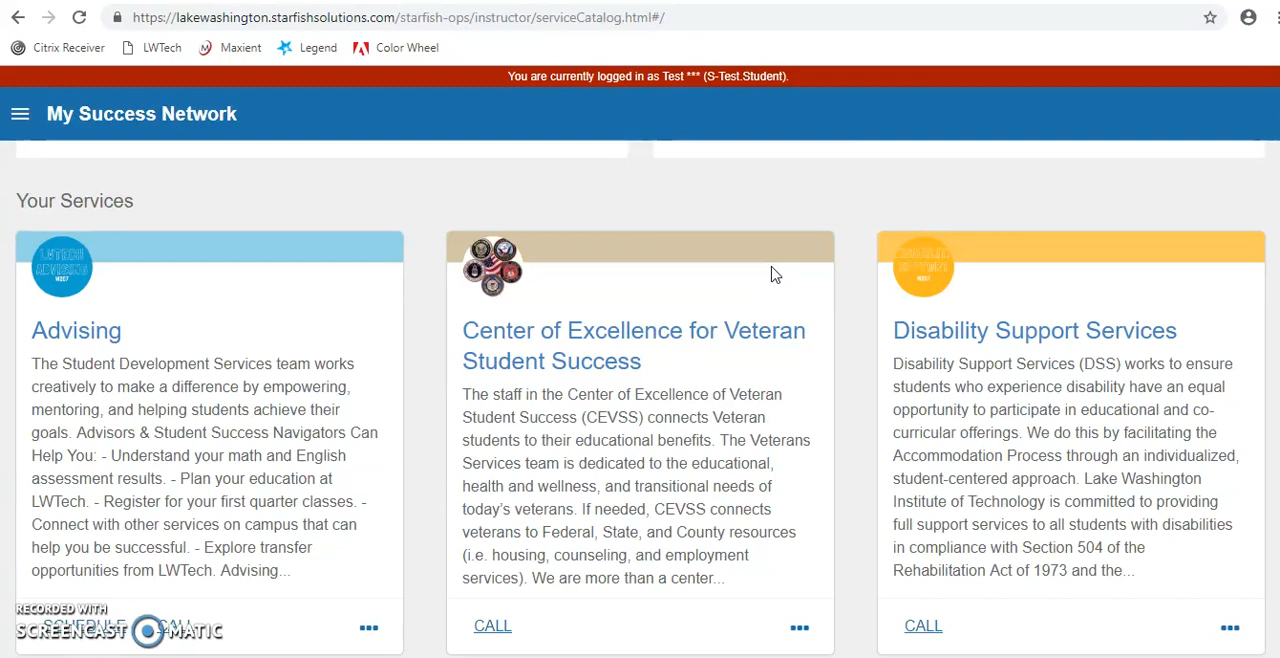 https://lakewashington.starfishsolutions.com/starfish-ops/instructor/serviceCatalog.html#/
Citrix Receiver LWTech Maxient Legend Color Wheel
You are currently logged in as Test *** (S-Test.Student).
My Success Network
Your Services
LWTECH
ADVISING
W207
Advising
The Student Development Services team works
creatively to make a difference by empowering,
mentoring, and helping students achieve their
goals. Advisors & Student Success Navigators Can
Help You: - Understand your math and English
assessment results. - Plan your education at
LWTech. - Register for your first quarter classes. -
Connect with other services on campus that can
help you be successful. - Explore transfer
opportunities from LWTech. Advising...
SCHEDULE CALL
Center of Excellence for Veteran
Student Success
The staff in the Center of Excellence of Veteran
Student Success (CEVSS) connects Veteran
students to their educational benefits. The Veterans
Services team is dedicated to the educational,
health and wellness, and transitional needs of
today's veterans. If needed, CEVSS connects
veterans to Federal, State, and County resources
(i.e. housing, counseling, and employment
services). We are more than a center...
CALL
DISABILITY
SUPPORT
W207
Disability Support Services
Disability Support Services (DSS) works to ensure
students who experience disability have an equal
opportunity to participate in educational and co-
curricular offerings. We do this by facilitating the
Accommodation Process through an individualized,
student-centered approach. Lake Washington
Institute of Technology is committed to providing
full support services to all students with disabilities
in compliance with Section 504 of the
Rehabilitation Act of 1973 and the...
CALL
RECORDED WITH
SCREENCAST MATIC